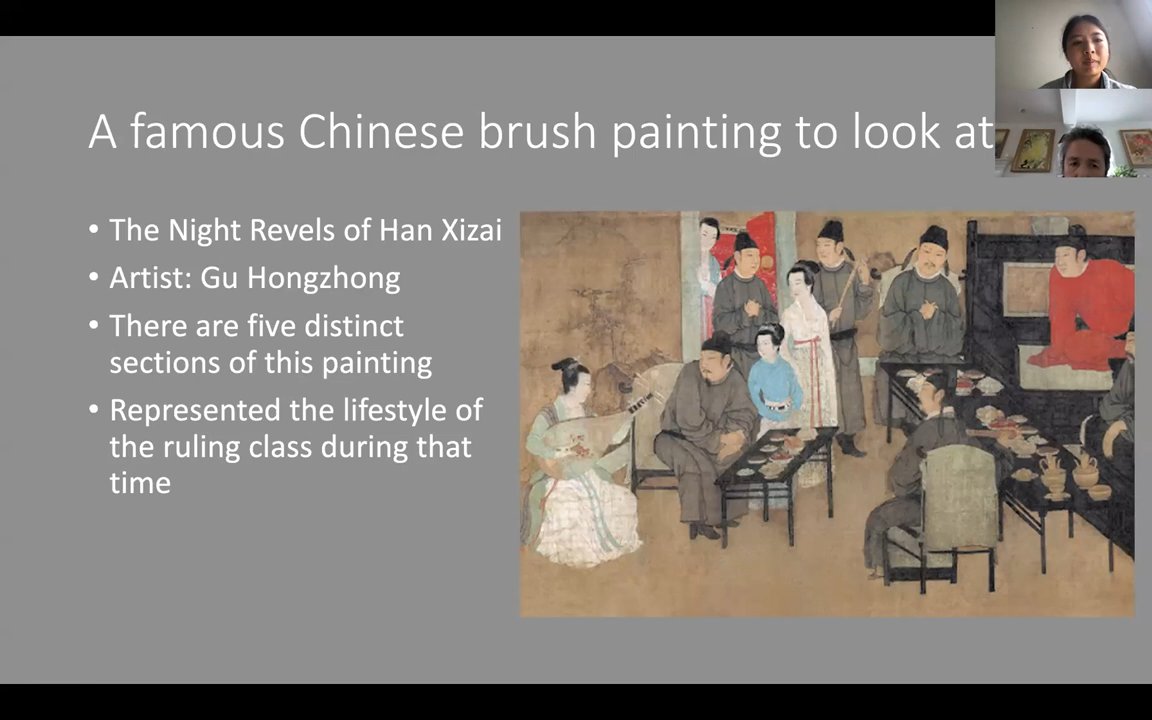 A famous Chinese brush painting to look at
• The Night Revels of Han Xizai
• Artist: Gu Hongzhong
• There are five distinct
sections of this painting
• Represented the lifestyle of
the ruling class during that
time